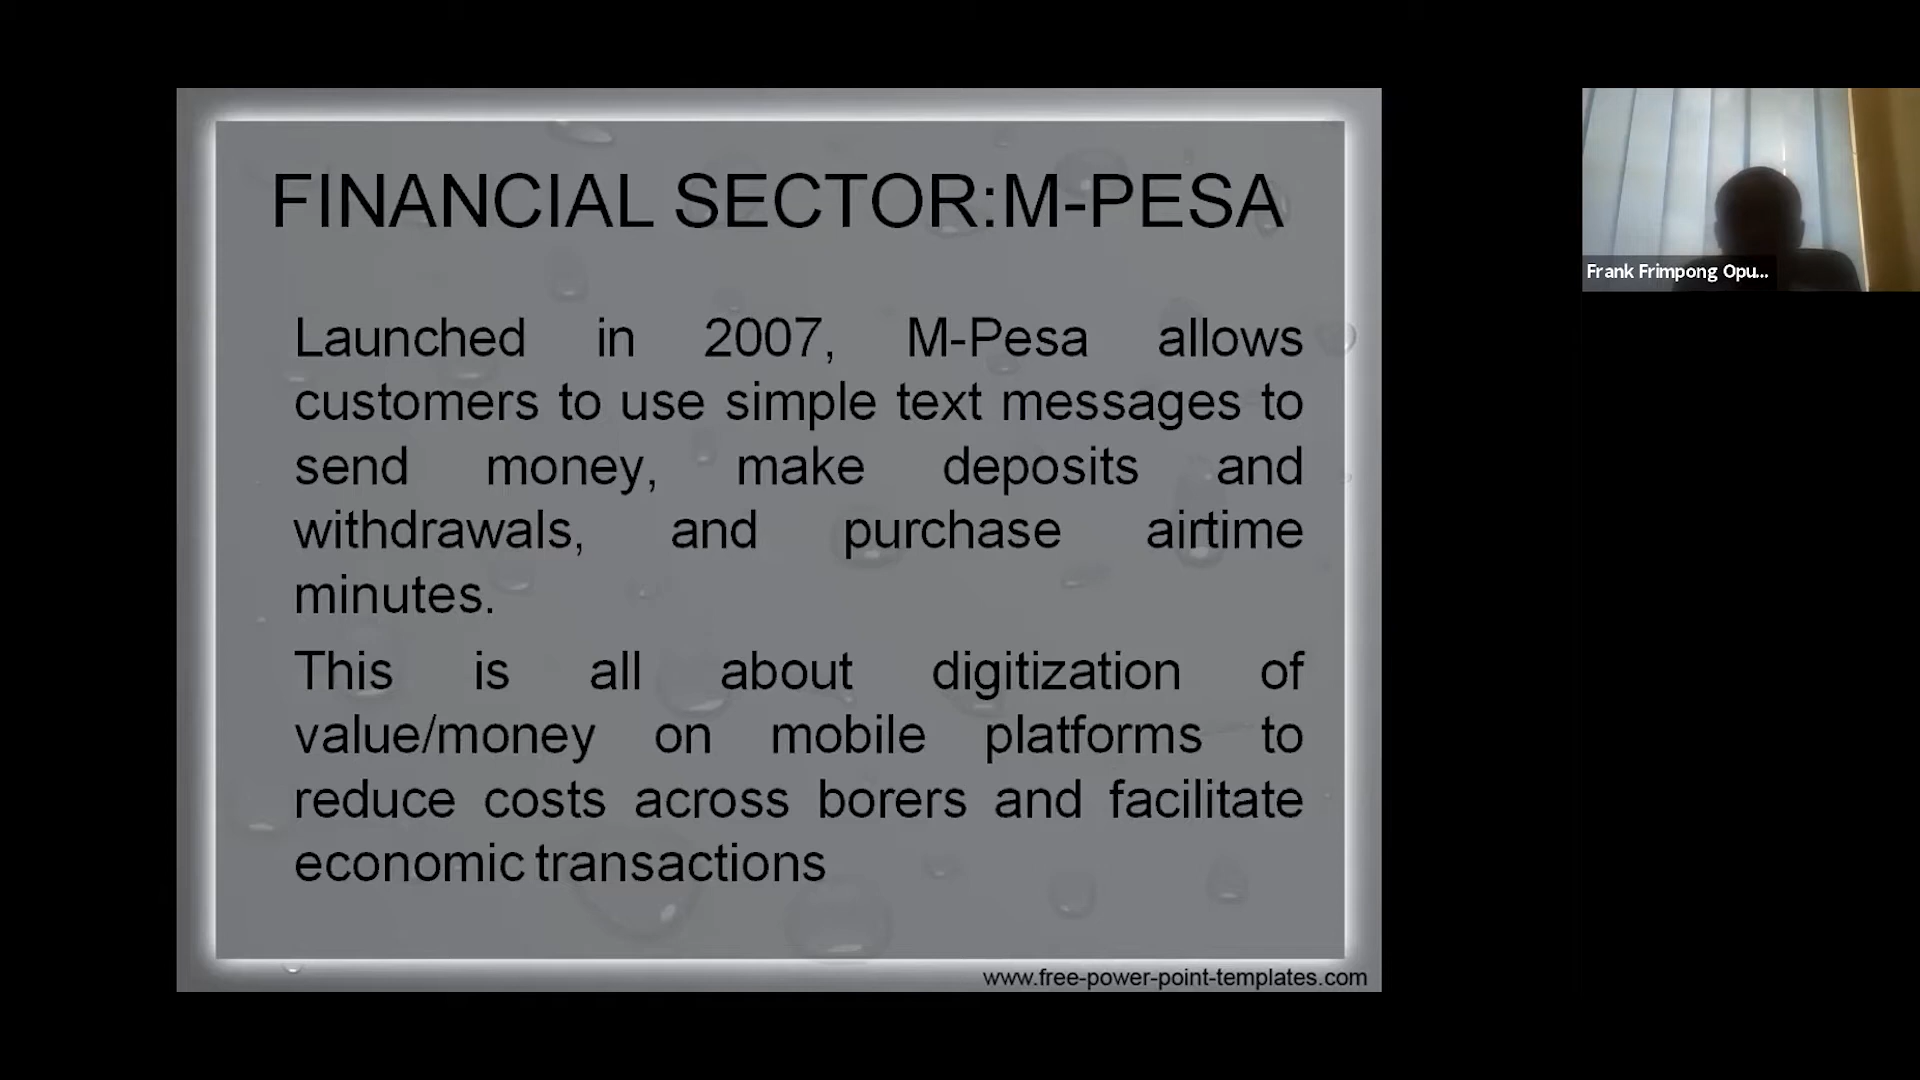 FINANCIAL SECTOR:M-PESA
Launched in 2007, M-Pesa allows
customers to use simple text messages to
send money, make deposits and
withdrawals, and purchase airtime
minutes.
This is all about digitization of
value/money on mobile platforms to
reduce costs across borers and facilitate
economic transactions
www.free-power-point-templates.com
Frank Frimpong Opu...